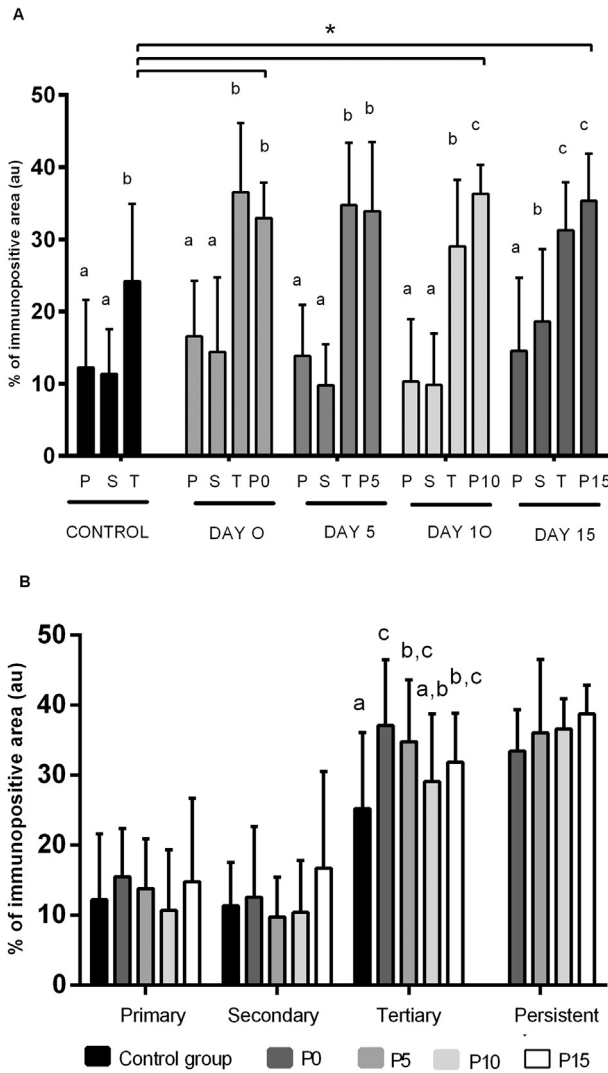 A
*
50
40
30
20
10
0
% of immunopositive area (au)
a a b a a b b a a b b a a b c a b c c
P S T P S T P0 P S T P5 P S T P10 P S T P15
CONTROL DAY O DAY 5 DAY 1O DAY 15
B
50
40
30
20
10
0
% of immunopositive area (au)
a c b,c a,b b,c
Primary Secondary Tertiary Persistent
Control group P0 P5 P10 P15